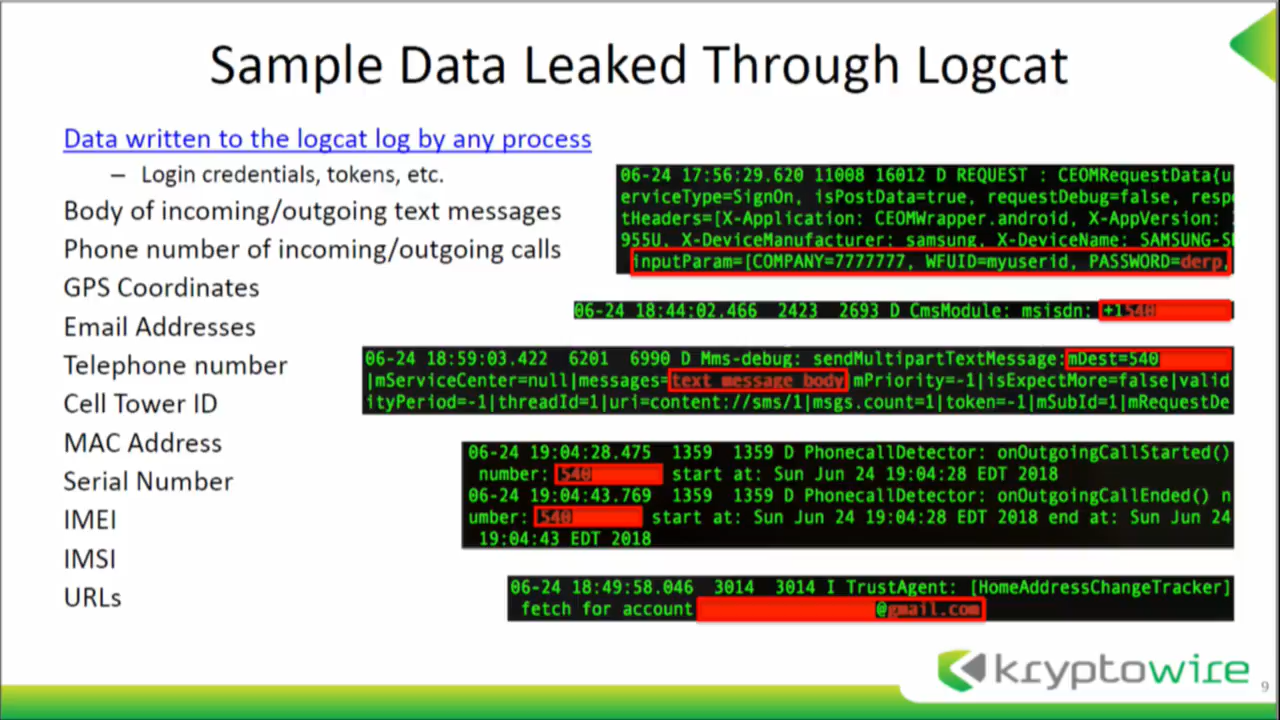 Sample Data Leaked Through Logcat
Data written to the logcat log by any process
– Login credentials, tokens, etc.
Body of incoming/outgoing text messages
Phone number of incoming/outgoing calls
GPS Coordinates
Email Addresses
Telephone number
Cell Tower ID
MAC Address
Serial Number
IMEI
IMSI
URLs
06-24 17:56:29.620 11008 16012 D REQUEST : CEOMRequestData{u
erviceType=SignOn, isPostData=true, requestDebug=false, resp
tHeaders=[X-Application: CEOMWrapper.android, X-AppVersion:
955U, X-DeviceManufacturer: samsung, X-DeviceName: SAMSUNG-S
inputParam=[COMPANY=7777777, WFUID=myuserid, PASSWORD=derp,
06-24 18:44:02.466 2423 2693 D CmsModule: msisdn: +1540
06-24 18:59:03.422 6201 6990 D Mms-debug: sendMultipartTextMessage:mDest=540
|mServiceCenter=null|messages=text message body mPriority=-1|isExpectMore=false|valid
ityPeriod=-1|threadId=1|uri=content://sms/1|msgs.count=1|token=-1|mSubId=1|mRequestDe
06-24 19:04:28.475 1359 1359 D PhonecallDetector: onOutgoingCallStarted()
number: 540 start at: Sun Jun 24 19:04:28 EDT 2018
06-24 19:04:43.769 1359 1359 D PhonecallDetector: onOutgoingCallEnded() n
umber: 540 start at: Sun Jun 24 19:04:28 EDT 2018 end at: Sun Jun 24
19:04:43 EDT 2018
06-24 18:49:58.046 3014 3014 I TrustAgent: [HomeAddressChangeTracker]
fetch for account @gmail.com
kryptowire
9